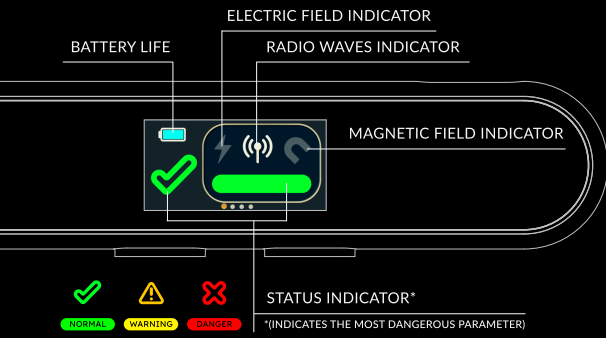 ELECTRIC FIELD INDICATOR
BATTERY LIFE
RADIO WAVES INDICATOR
MAGNETIC FIELD INDICATOR
STATUS INDICATOR*
*(INDICATES THE MOST DANGEROUS PARAMETER)
NORMAL
WARNING
DANGER